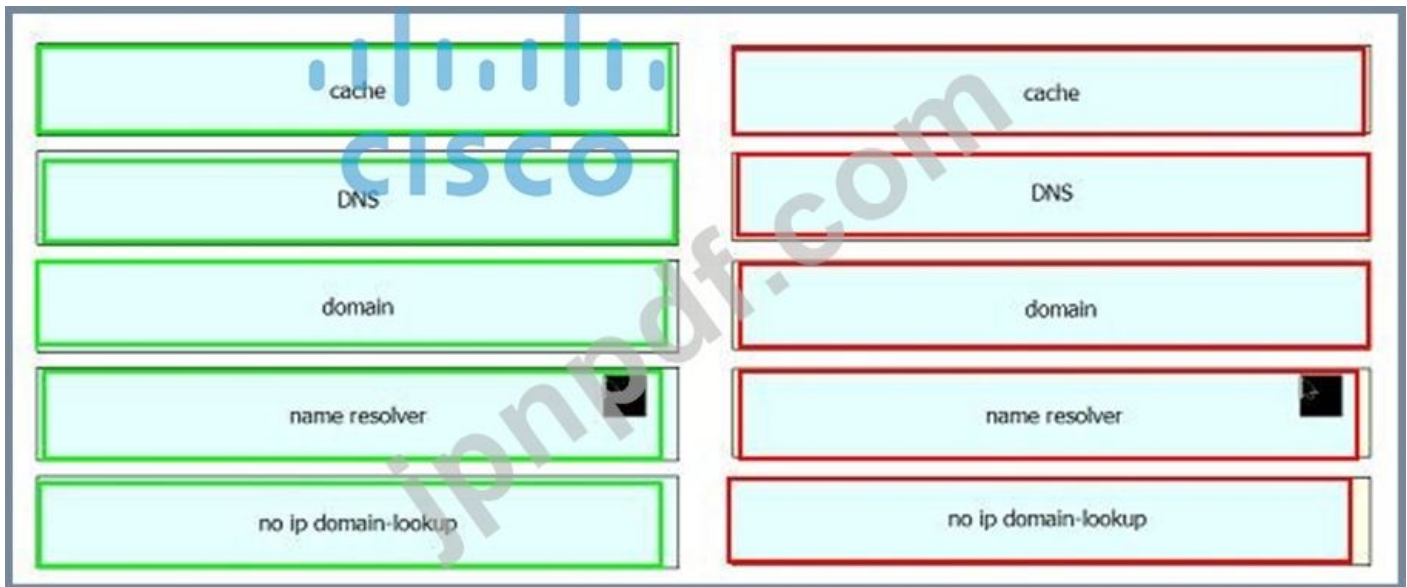 cache
cache
CISCO
DNS
DNS
domain
domain
name resolver
name resolver
no ip domain-lookup
no ip domain-lookup
jpnpdf.com